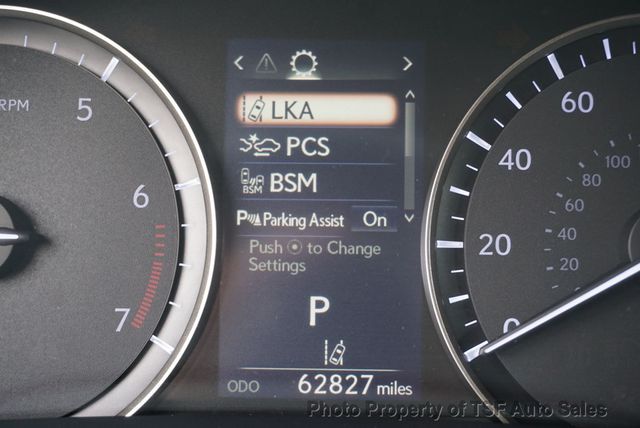 < >
LKA
PCS
BSM
BSM
P Parking Assist On
Push to Change
Settings
P
ODO 62827 miles
RPM
5
6
7
60
40
20
0
100
80
60
40
20
Photo Property of TSF Auto Sales